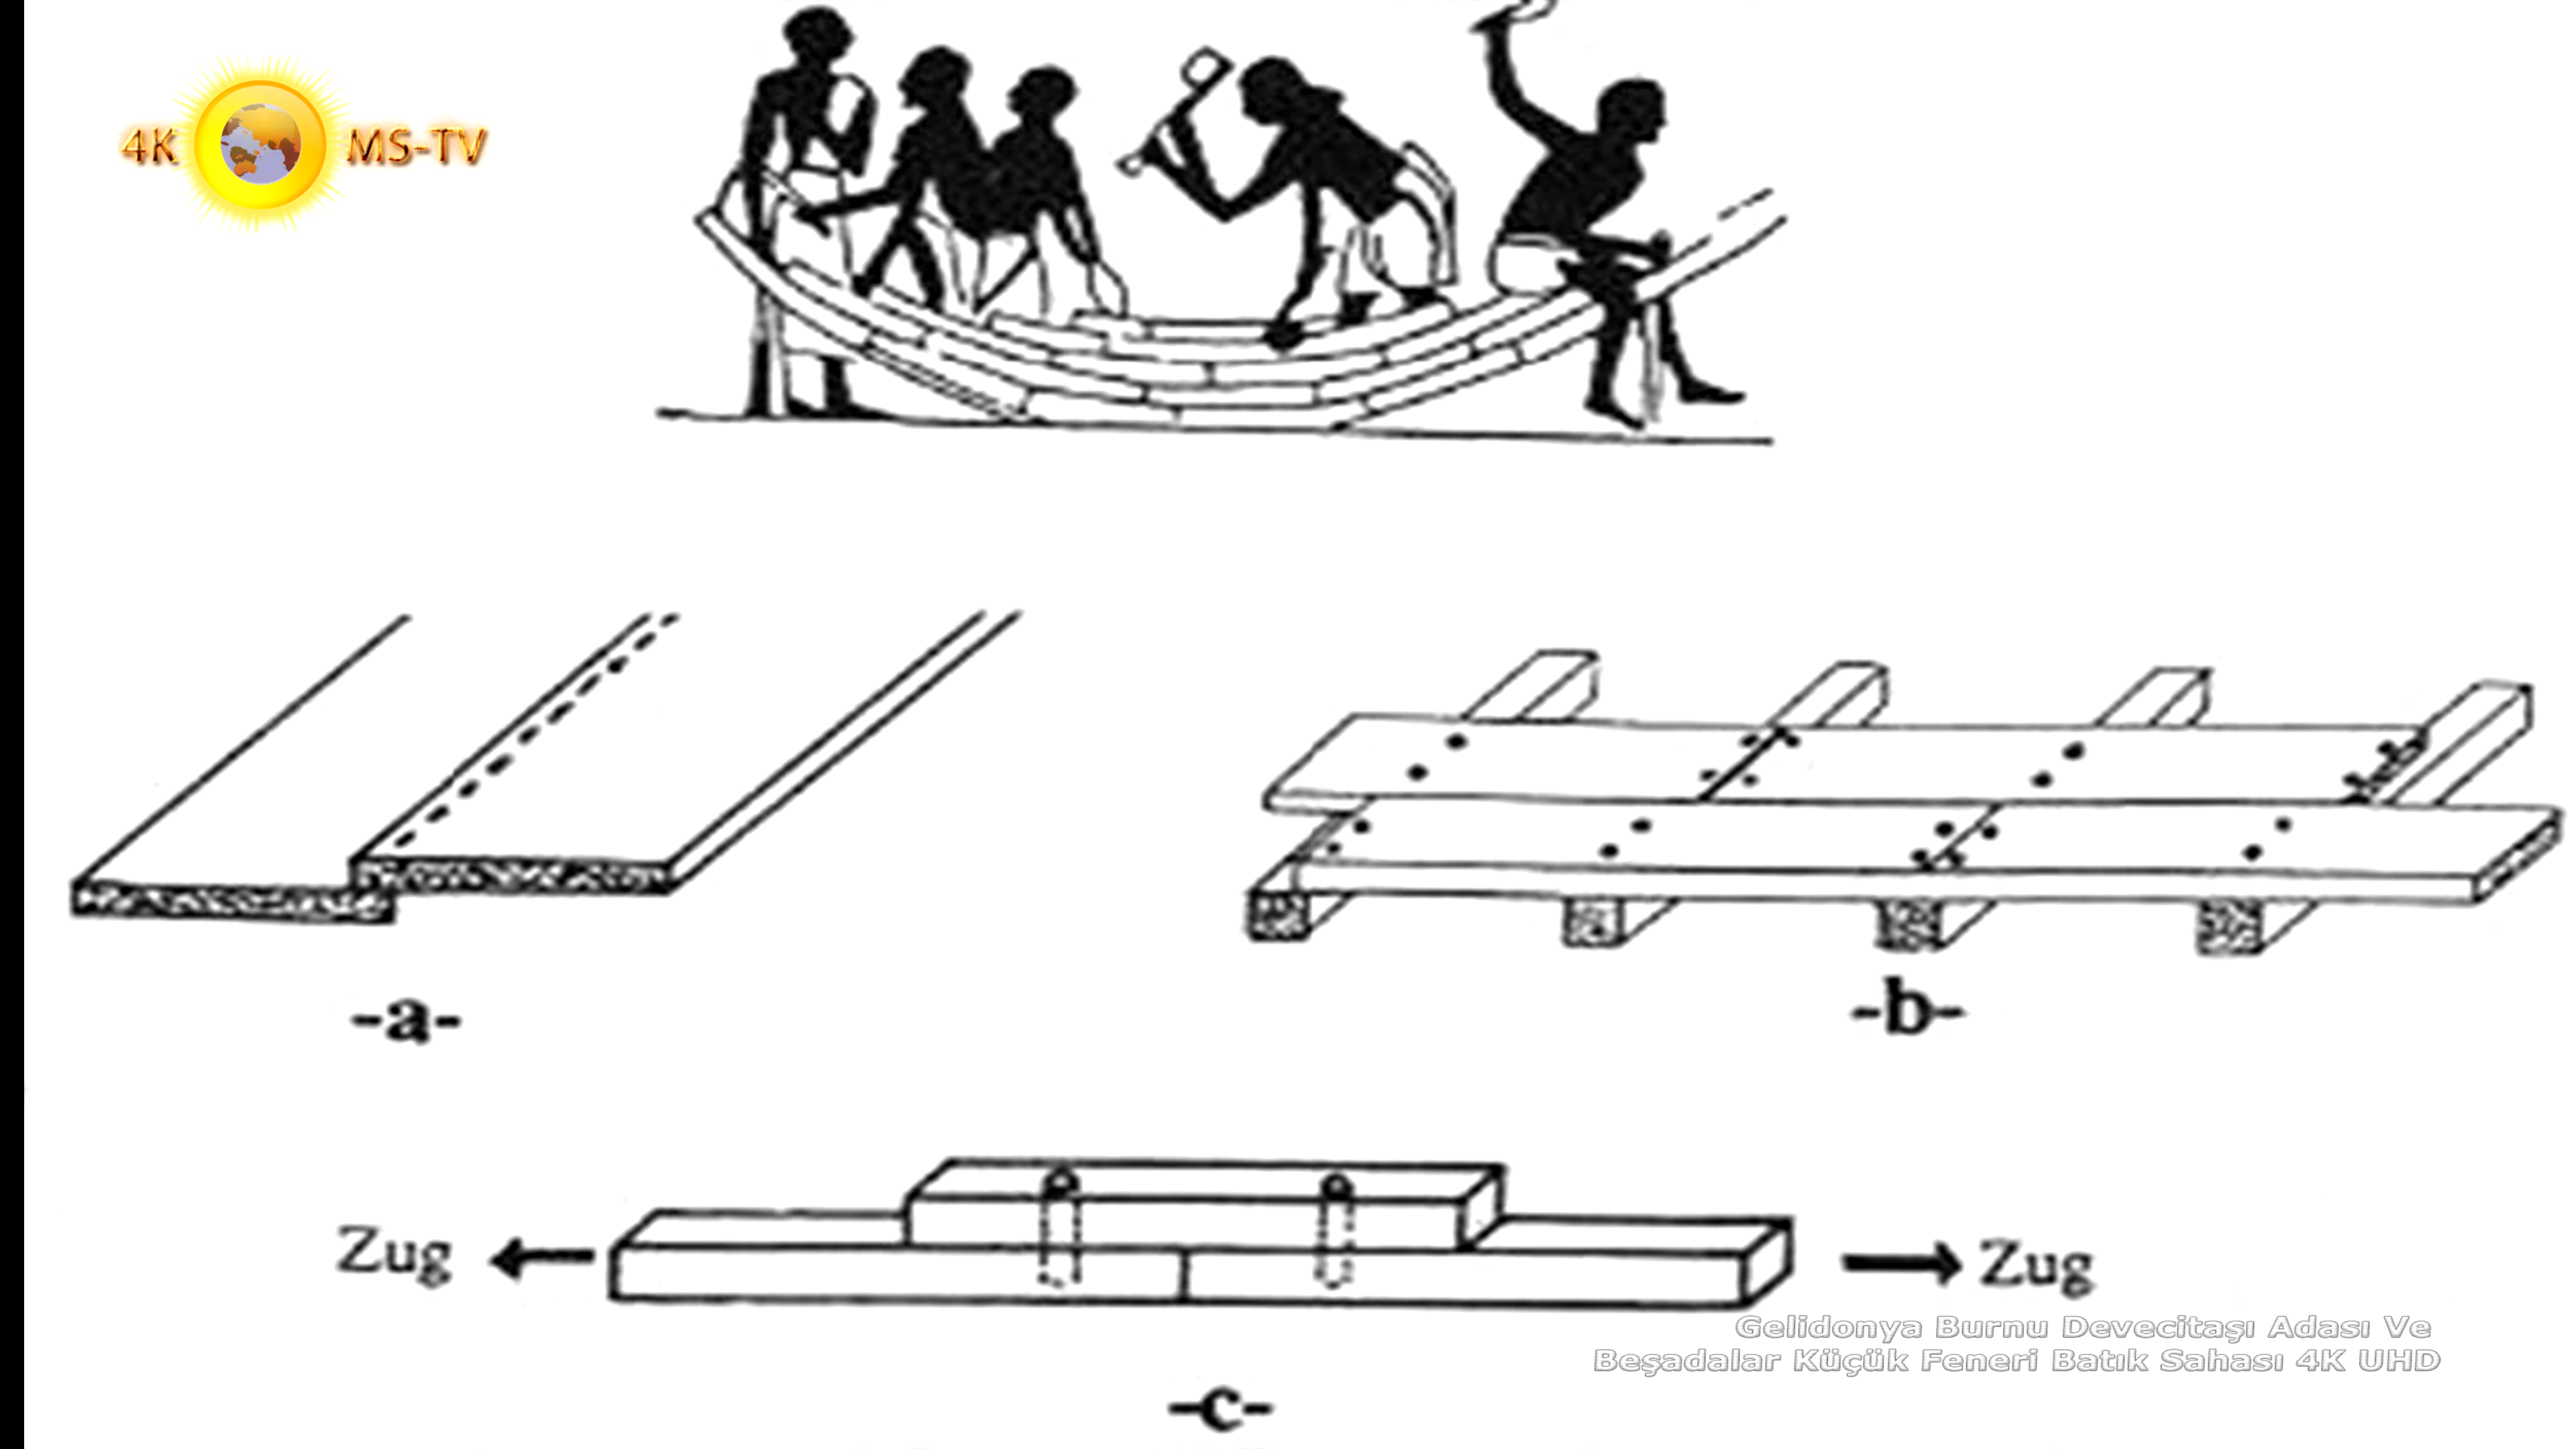 4K MS-TV
-a-
-b-
Zug
Zug
-c-
Gelidonya Burnu Devecitaşı Adası Ve
Beşadalar Küçük Feneri Batık Sahası 4K UHD